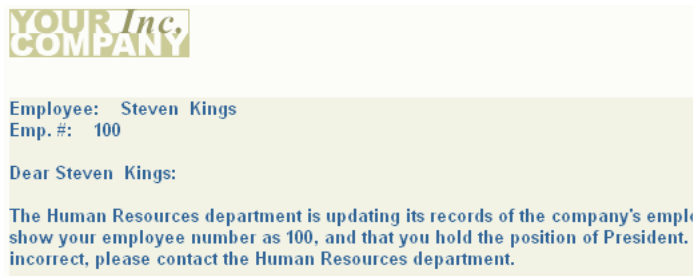 YOUR Inc,
COMPANY
Employee: Steven Kings
Emp. #: 100
Dear Steven Kings:
The Human Resources department is updating its records of the company's
show your employee number as 100, and that you hold the position of President.
incorrect, please contact the Human Resources department.